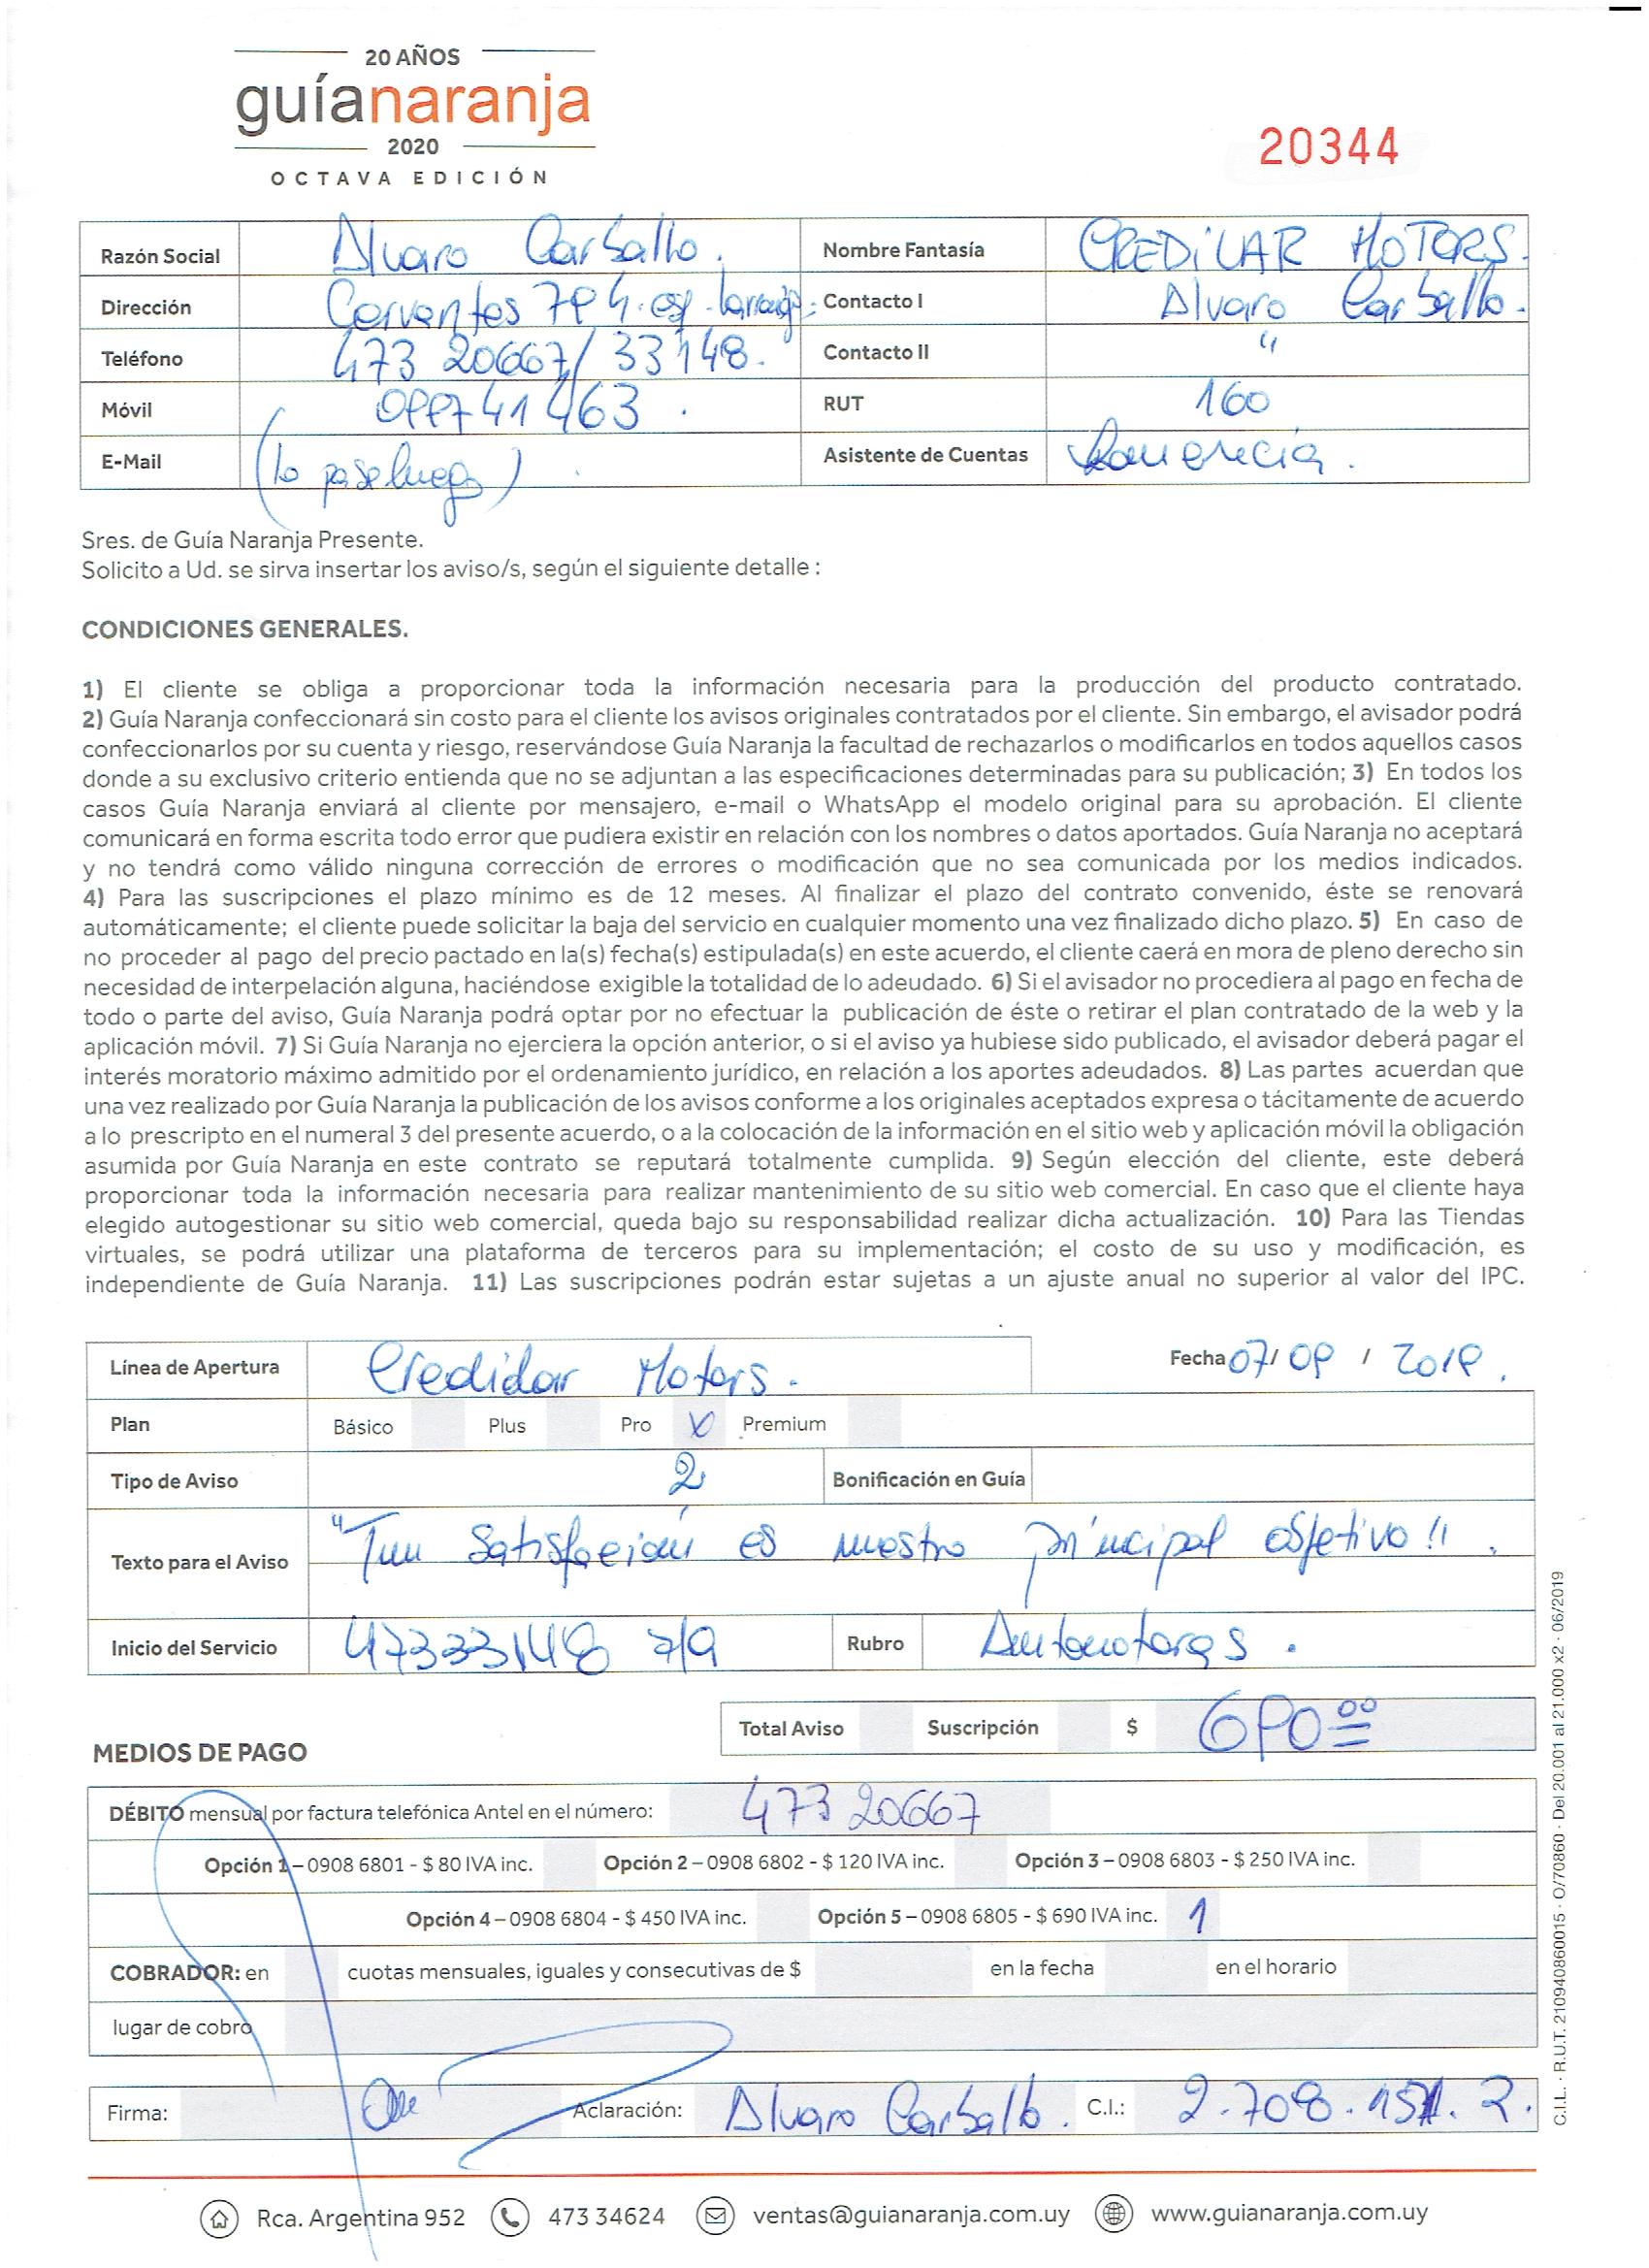 20 AÑOS
guíanaranja
2020
OCTAVA EDICIÓN
20344
Razón Social Alvaro Carballo. Nombre Fantasía CREDILAR MOTORS.
Dirección Cervantes 794. esq. Contacto I Alvaro Carballo.
Teléfono 473 20667/ 33148. Contacto II "
Móvil 099741463. RUT 160
E-Mail (lo pasa luego) Asistente de Cuentas
Sres. de Guía Naranja Presente.
Solicito a Ud. se sirva insertar los aviso/s, según el siguiente detalle :
CONDICIONES GENERALES.
1) El cliente se obliga a proporcionar toda la información necesaria para la producción del producto contratado.
2) Guía Naranja confeccionará sin costo para el cliente los avisos originales contratados por el cliente. Sin embargo, el avisador podrá
confeccionarlos por su cuenta y riesgo, reservándose Guía Naranja la facultad de rechazarlos o modificarlos en todos aquellos casos
donde a su exclusivo criterio entienda que no se adjuntan a las especificaciones determinadas para su publicación; 3) En todos los
casos Guía Naranja enviará al cliente por mensajero, e-mail o WhatsApp el modelo original para su aprobación. El cliente
comunicará en forma escrita todo error que pudiera existir en relación con los nombres o datos aportados. Guía Naranja no aceptará
y no tendrá como válido ninguna corrección de errores o modificación que no sea comunicada por los medios indicados.
4) Para las suscripciones el plazo mínimo es de 12 meses. Al finalizar el plazo del contrato convenido, éste se renovará
automáticamente; el cliente puede solicitar la baja del servicio en cualquier momento una vez finalizado dicho plazo. 5) En caso de
no proceder al pago del precio pactado en la(s) fecha(s) estipulada(s) en este acuerdo, el cliente caerá en mora de pleno derecho sin
necesidad de interpelación alguna, haciéndose exigible la totalidad de lo adeudado. 6) Si el avisador no procediera al pago en fecha de
todo o parte del aviso, Guía Naranja podrá optar por no efectuar la publicación de éste o retirar el plan contratado de la web y la
aplicación móvil. 7) Si Guía Naranja no ejerciera la opción anterior, o si el aviso ya hubiese sido publicado, el avisador deberá pagar el
interés moratorio máximo admitido por el ordenamiento jurídico, en relación a los aportes adeudados. 8) Las partes acuerdan que
una vez realizado por Guía Naranja la publicación de los avisos conforme a los originales aceptados expresa o tácitamente de acuerdo
a lo prescripto en el numeral 3 del presente acuerdo, o a la colocación de la información en el sitio web y aplicación móvil la obligación
asumida por Guía Naranja en este contrato se reputará totalmente cumplida. 9) Según elección del cliente, este deberá
proporcionar toda la información necesaria para realizar mantenimiento de su sitio web comercial. En caso que el cliente haya
elegido autogestionar su sitio web comercial, queda bajo su responsabilidad realizar dicha actualización. 10) Para las Tiendas
virtuales, se podrá utilizar una plataforma de terceros para su implementación; el costo de su uso y modificación, es
independiente de Guía Naranja. 11) Las suscripciones podrán estar sujetas a un ajuste anual no superior al valor del IPC.
Línea de Apertura Credilar Motors. Fecha 07/ 09 / 2019.
Plan Básico Plus Pro X Premium
Tipo de Aviso 2 Bonificación en Guía
Texto para el Aviso "Tu satisfacción es nuestro principal objetivo!!.
Inicio del Servicio 47333148 Rubro Automotoras.
Total Aviso Suscripción $ 690 00
MEDIOS DE PAGO
DÉBITO mensual por factura telefónica Antel en el número: 473 20667
Opción 1 – 0908 6801 - $ 80 IVA inc. Opción 2 – 0908 6802 - $ 120 IVA inc. Opción 3 – 0908 6803 - $ 250 IVA inc.
Opción 4 – 0908 6804 - $ 450 IVA inc. Opción 5 – 0908 6805 - $ 690 IVA inc. 1
COBRADOR: en cuotas mensuales, iguales y consecutivas de $ en la fecha en el horario
lugar de cobro
Firma: Aclaración: Alvaro Carballo. C.I.: 2.708.151.2.
Rca. Argentina 952 473 34624 ventas@guianaranja.com.uy www.guianaranja.com.uy
C.I.L. · R.U.T. 210940860015 · O/70860 · Del 20.001 al 21.000 x2 · 06/2019